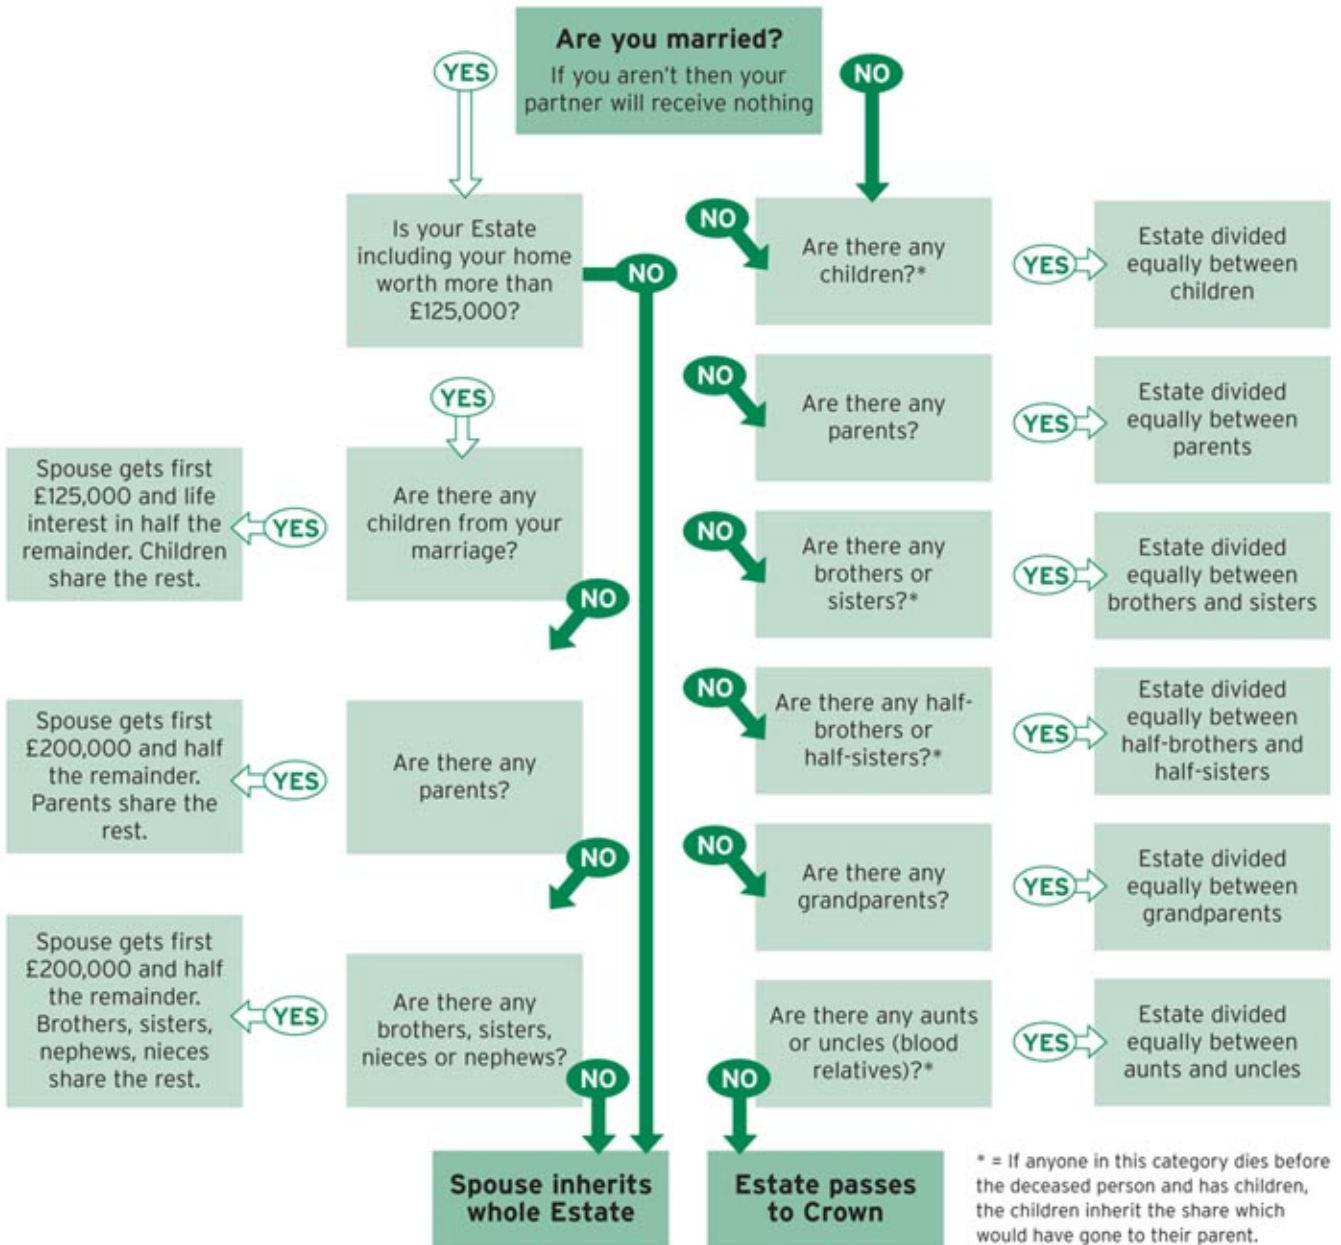 Are you married?
If you aren't then your
partner will receive nothing
YES
NO
Is your Estate
including your home
worth more than
£125,000?
NO
NO
Are there any
children?*
YES
Estate divided
equally between
children
YES
NO
Are there any
parents?
YES
Estate divided
equally between
parents
Spouse gets first
£125,000 and life
interest in half the
remainder. Children
share the rest.
YES
Are there any
children from your
marriage?
NO
NO
Are there any
brothers or
sisters?*
YES
Estate divided
equally between
brothers and sisters
NO
Are there any half-
brothers or
half-sisters?*
YES
Estate divided
equally between
half-brothers and
half-sisters
Spouse gets first
£200,000 and half
the remainder.
Parents share the
rest.
YES
Are there any
parents?
NO
NO
Are there any
grandparents?
YES
Estate divided
equally between
grandparents
Spouse gets first
£200,000 and half
the remainder.
Brothers, sisters,
nephews, nieces
share the rest.
YES
Are there any
brothers, sisters,
nieces or nephews?
NO
Are there any aunts
or uncles (blood
relatives)?*
NO
YES
Estate divided
equally between
aunts and uncles
Spouse inherits
whole Estate
Estate passes
to Crown
* = If anyone in this category dies before
the deceased person and has children,
the children inherit the share which
would have gone to their parent.